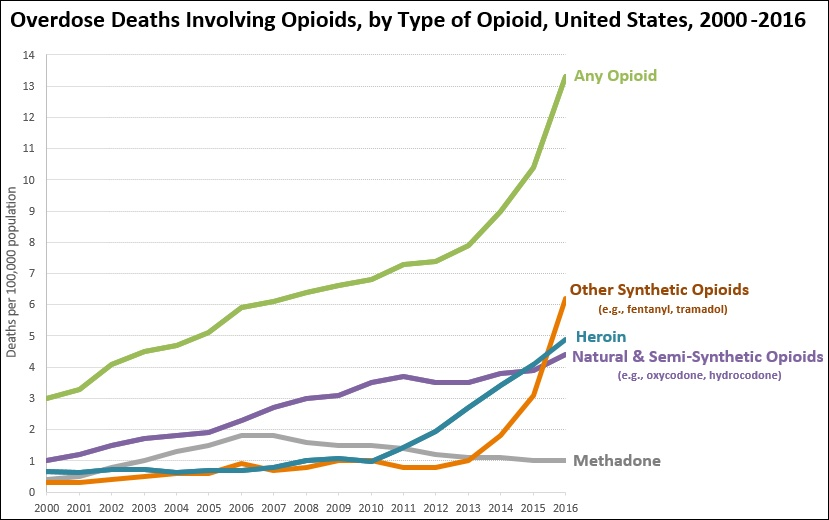 Overdose Deaths Involving Opioids, by Type of Opioid, United States, 2000 -2016
14
13
12
11
10
9
8
7
6
5
4
3
2
1
0
Deaths per 100,000 population
Any Opioid
Other Synthetic Opioids
(e.g., fentanyl, tramadol)
Heroin
Natural & Semi-Synthetic Opioids
(e.g., oxycodone, hydrocodone)
Methadone
2000 2001 2002 2003 2004 2005 2006 2007 2008 2009 2010 2011 2012 2013 2014 2015 2016